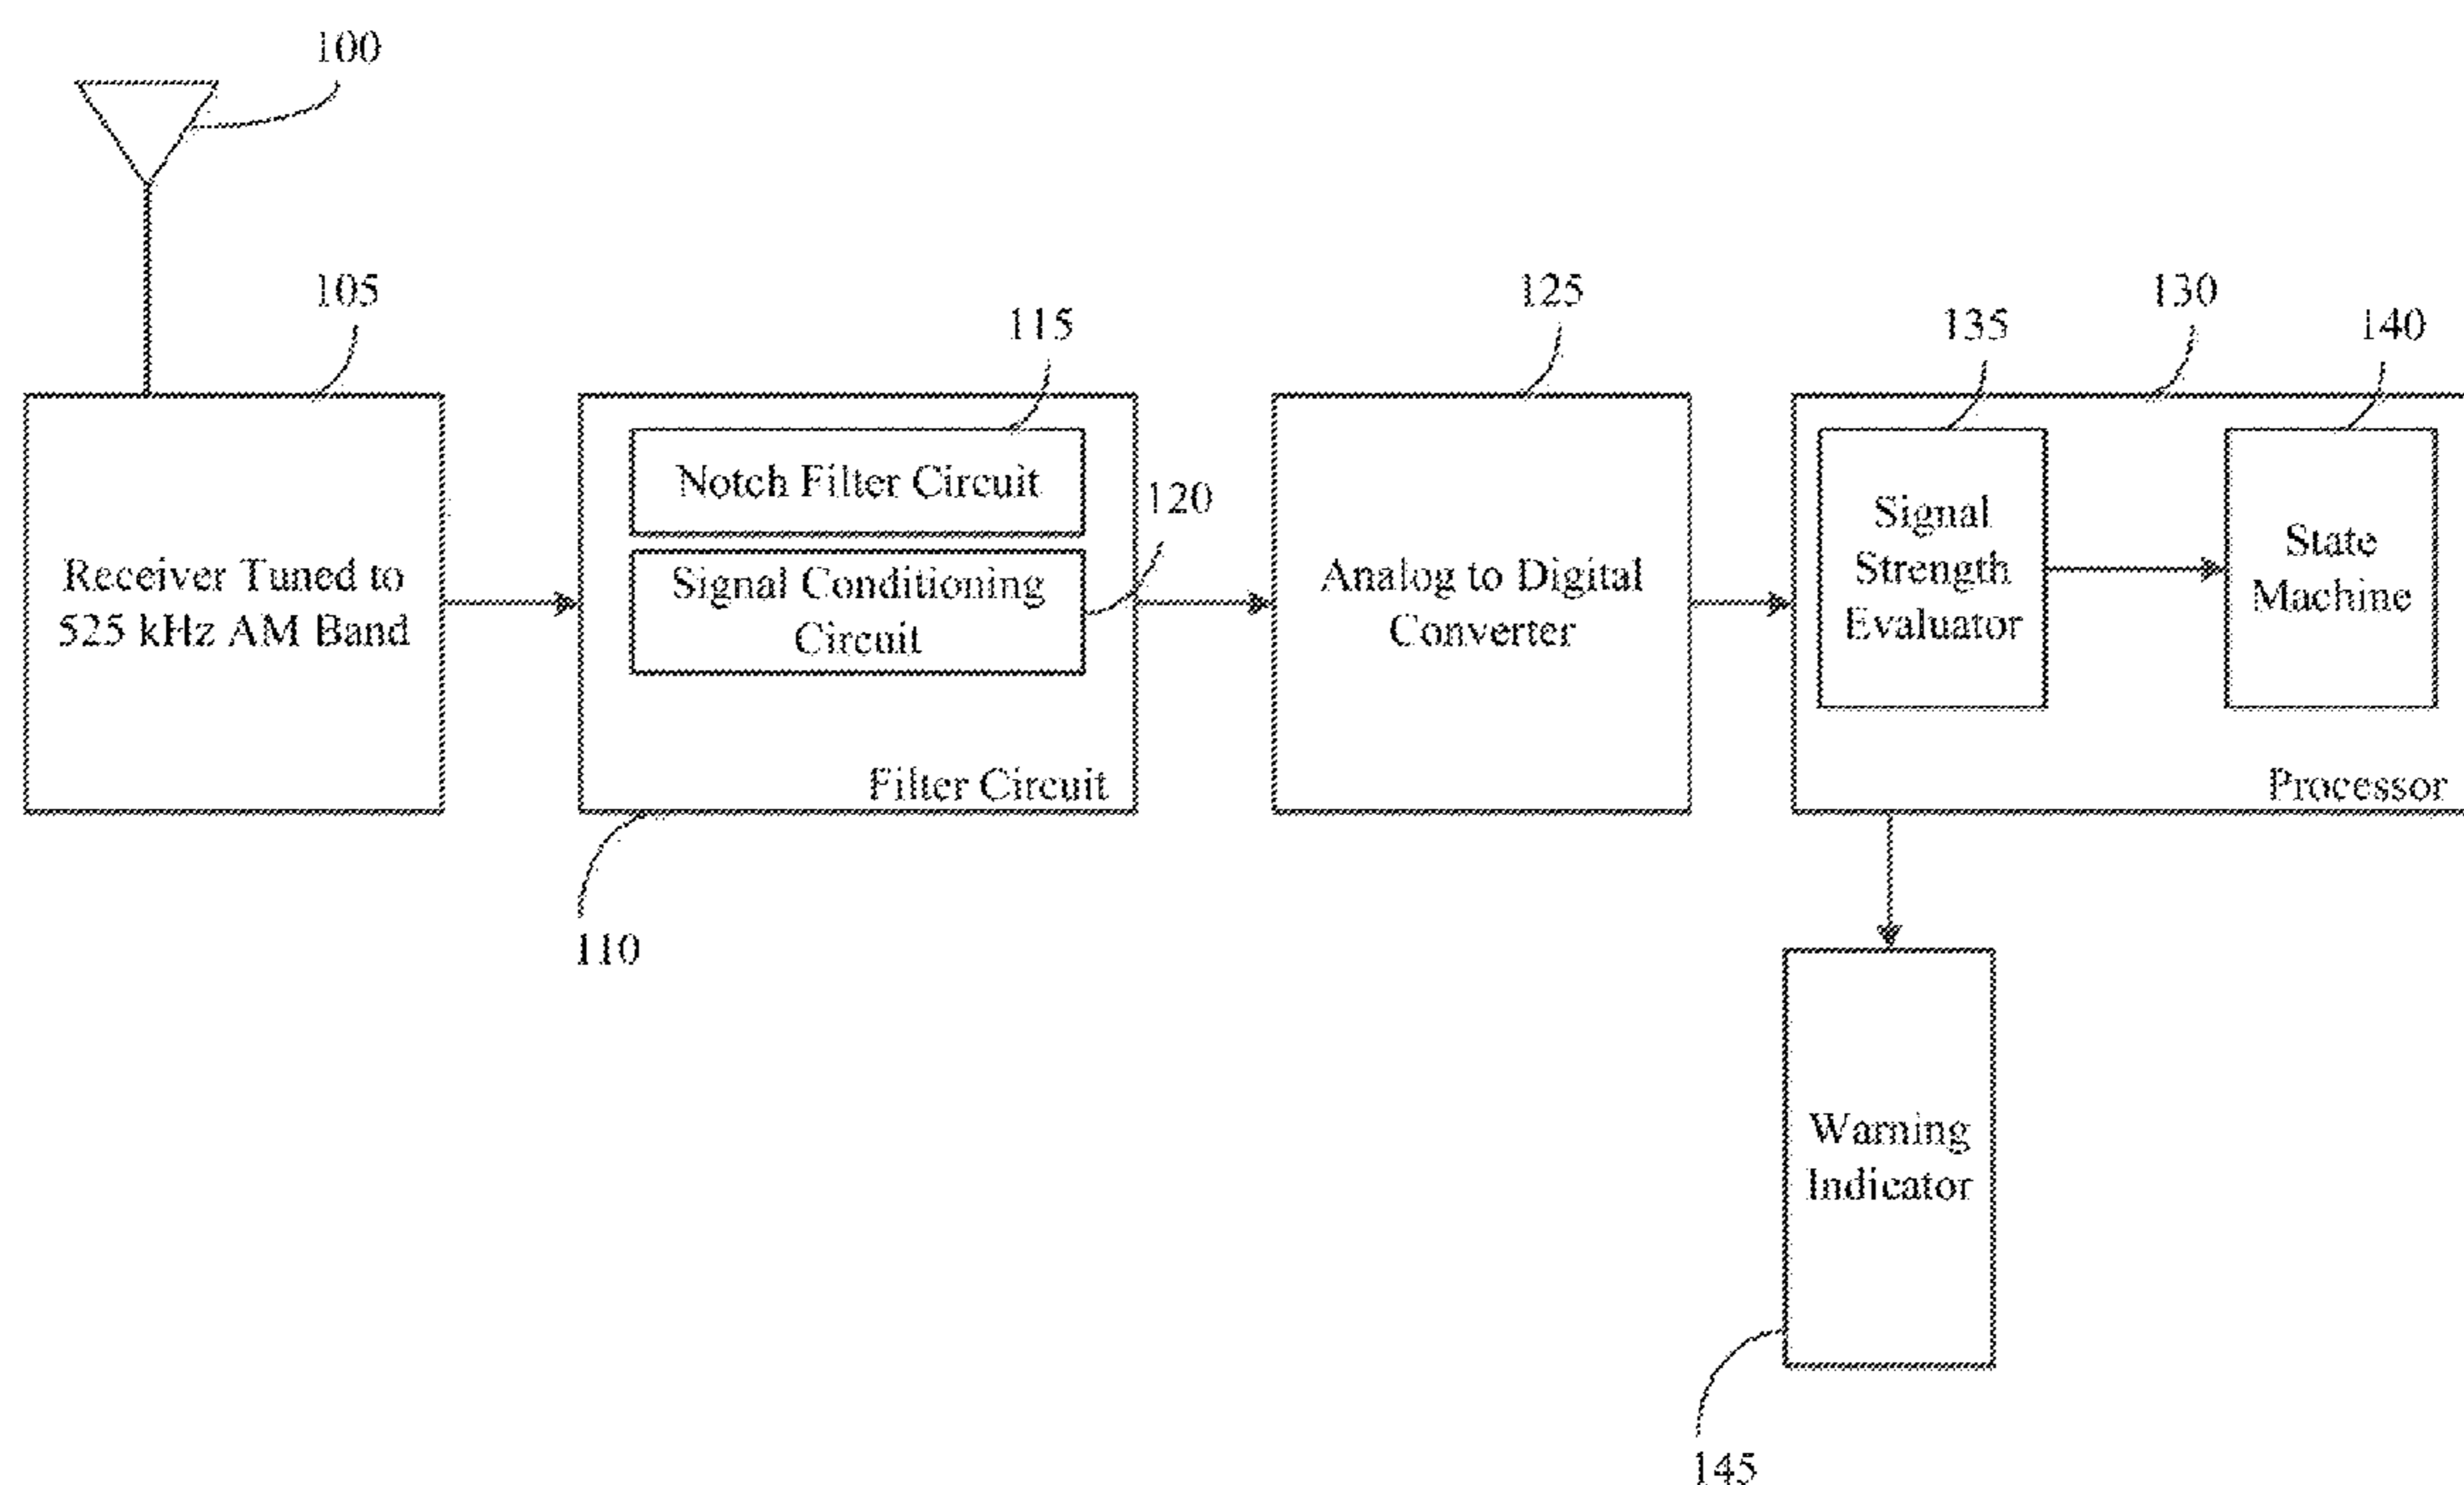 100
105
115
125
130
135
140
Notch Filter Circuit
120
Receiver Tuned to
525 kHz AM Band
Signal Conditioning
Circuit
Analog to Digital
Converter
Signal
Strength
Evaluator
State
Machine
Filter Circuit
Processor
110
Warning
Indicator
145